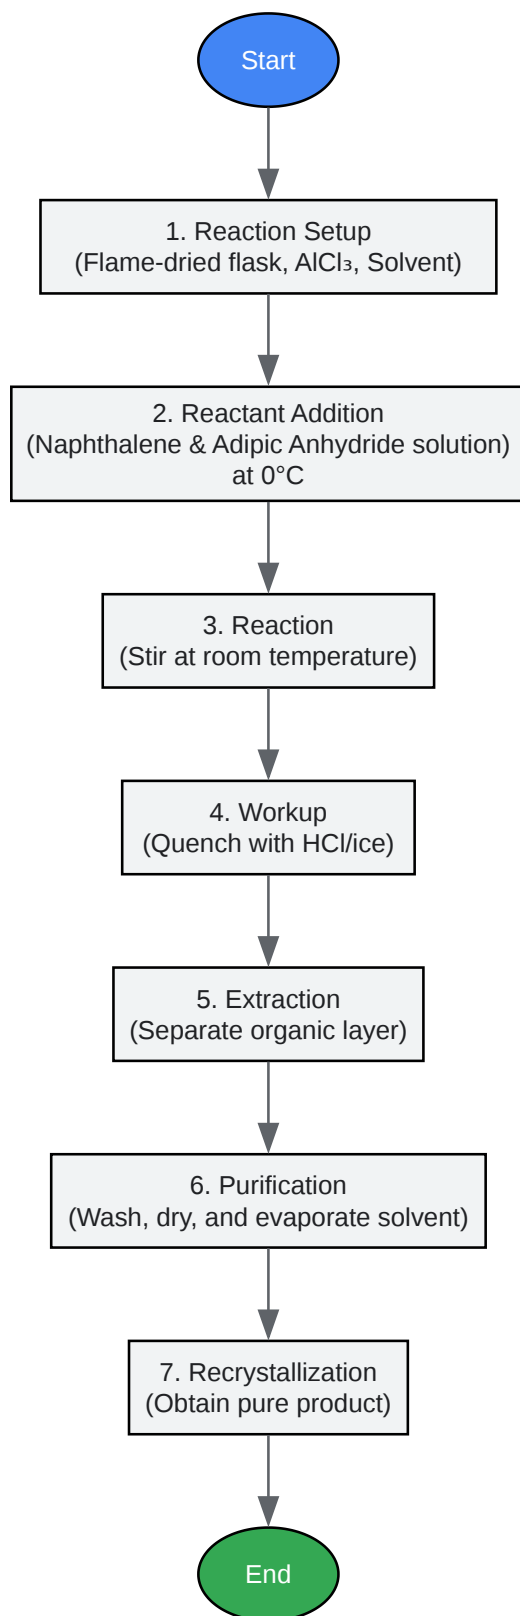 Start
1. Reaction Setup
(Flame-dried flask, AlCl₃, Solvent)
2. Reactant Addition
(Naphthalene & Adipic Anhydride solution)
at 0°C
3. Reaction
(Stir at room temperature)
4. Workup
(Quench with HCl/ice)
5. Extraction
(Separate organic layer)
6. Purification
(Wash, dry, and evaporate solvent)
7. Recrystallization
(Obtain pure product)
End